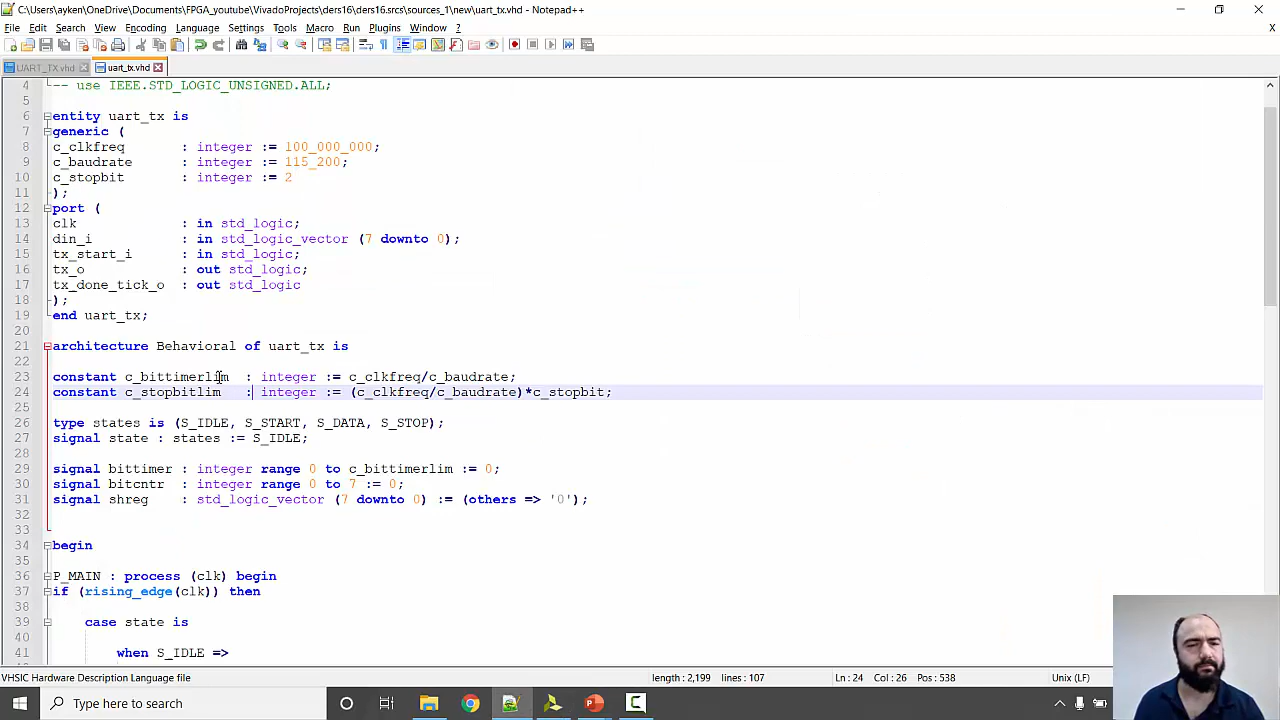 C:\Users\ayken\OneDrive\Documents\FPGA_youtube\VivadoProjects\ders16\ders16.srcs\sources_1\new\uart_tx.vhd - Notepad++
File Edit Search View Encoding Language Settings Tools Macro Run Plugins Window ?
UART_TX.vhd uart_tx.vhd
4 -- use IEEE.STD_LOGIC_UNSIGNED.ALL;
5
6 entity uart_tx is
7 generic (
8 c_clkfreq : integer := 100_000_000;
9 c_baudrate : integer := 115_200;
10 c_stopbit : integer := 2
11 );
12 port (
13 clk : in std_logic;
14 din_i : in std_logic_vector (7 downto 0);
15 tx_start_i : in std_logic;
16 tx_o : out std_logic;
17 tx_done_tick_o : out std_logic
18 );
19 end uart_tx;
20
21 architecture Behavioral of uart_tx is
22
23 constant c_bittimerlim : integer := c_clkfreq/c_baudrate;
24 constant c_stopbitlim : integer := (c_clkfreq/c_baudrate)*c_stopbit;
25
26 type states is (S_IDLE, S_START, S_DATA, S_STOP);
27 signal state : states := S_IDLE;
28
29 signal bittimer : integer range 0 to c_bittimerlim := 0;
30 signal bitcntr : integer range 0 to 7 := 0;
31 signal shreg : std_logic_vector (7 downto 0) := (others => '0');
32
33
34 begin
35
36 P_MAIN : process (clk) begin
37 if (rising_edge(clk)) then
38
39 case state is
40
41 when S_IDLE =>
VHSIC Hardware Description Language file length : 2,199 lines : 107 Ln : 24 Col : 26 Pos : 538 Unix (LF)
Type here to search